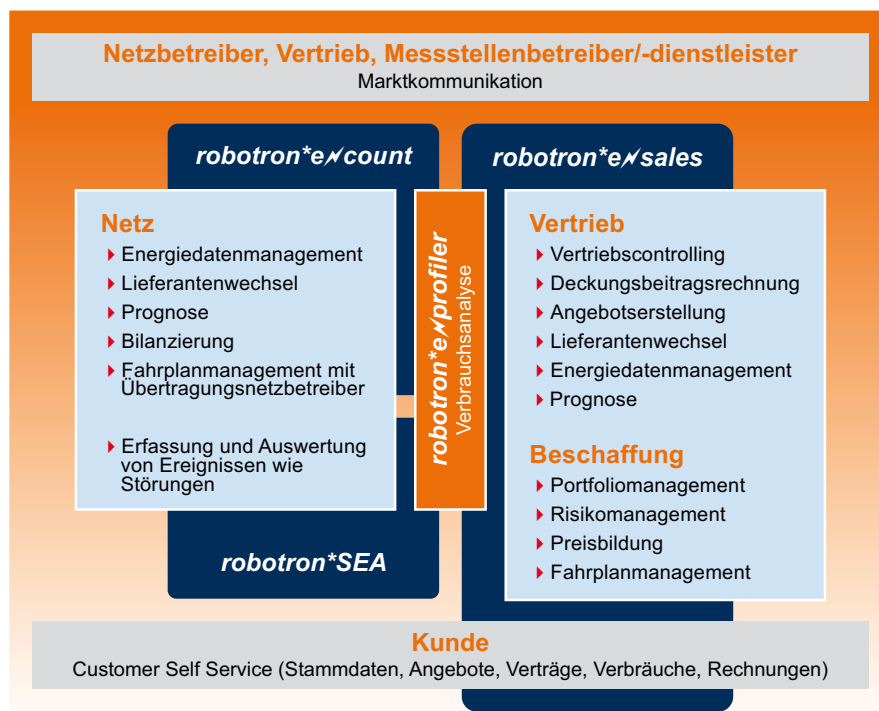 Netzbetreiber, Vertrieb, Messstellenbetreiber/-dienstleister
Marktkommunikation
robotron*e count
robotron*e sales
Netz
Energiedatenmanagement
Lieferantenwechsel
Prognose
Bilanzierung
Fahrplanmanagement mit
Übertragungsnetzbetreiber
Erfassung und Auswertung
von Ereignissen wie
Störungen
robotron*e profiler
Verbrauchsanalyse
Vertrieb
Vertriebscontrolling
Deckungsbeitragsrechnung
Angebotserstellung
Lieferantenwechsel
Energiedatenmanagement
Prognose
Beschaffung
Portfoliomanagement
Risikomanagement
Preisbildung
Fahrplanmanagement
robotron*SEA
Kunde
Customer Self Service (Stammdaten, Angebote, Verträge, Verbräuche, Rechnungen)